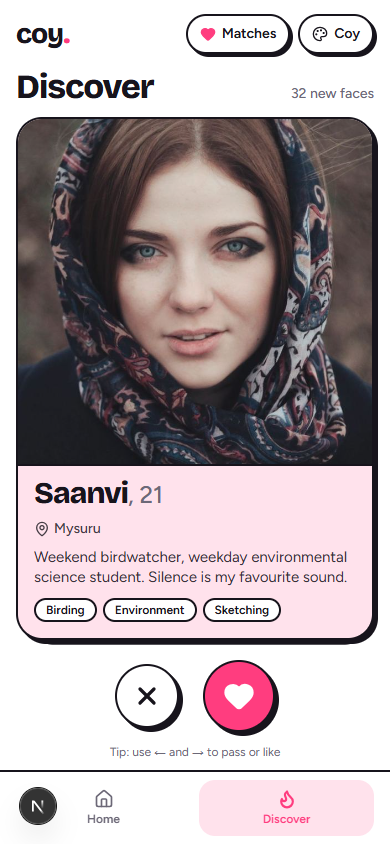 coy.
Matches
Coy
Discover
32 new faces
Saanvi, 21
Mysuru
Weekend birdwatcher, weekday environmental
science student. Silence is my favourite sound.
Birding
Environment
Sketching
Tip: use ← and → to pass or like
N
Home
Discover